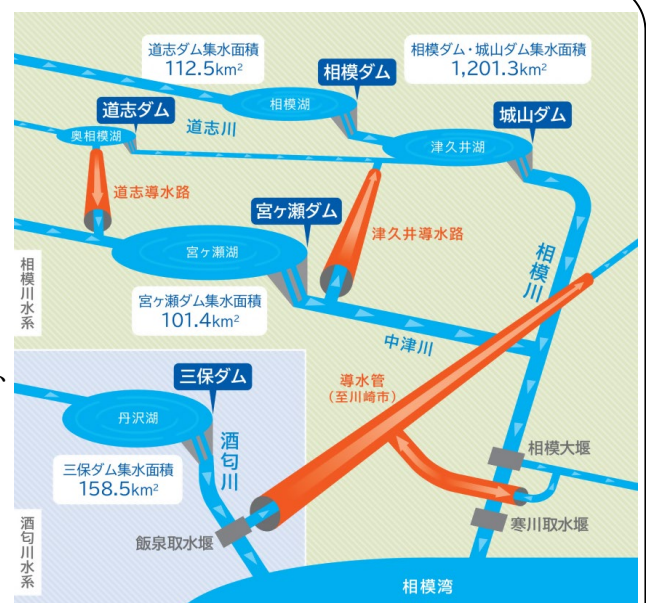 道志ダム集水面積
112.5km²
相模ダム・城山ダム集水面積
1,201.3km²
相模ダム
道志ダム
城山ダム
相模湖
道志川
奥相模湖
津久井湖
道志導水路
宮ヶ瀬ダム
津久井導水路
宮ヶ瀬湖
相模川
相模川水系
宮ヶ瀬ダム集水面積
101.4km²
中津川
三保ダム
導水管
(至川崎市)
丹沢湖
酒匂川
相模大堰
三保ダム集水面積
158.5km²
寒川取水堰
飯泉取水堰
酒匂川水系
相模湾